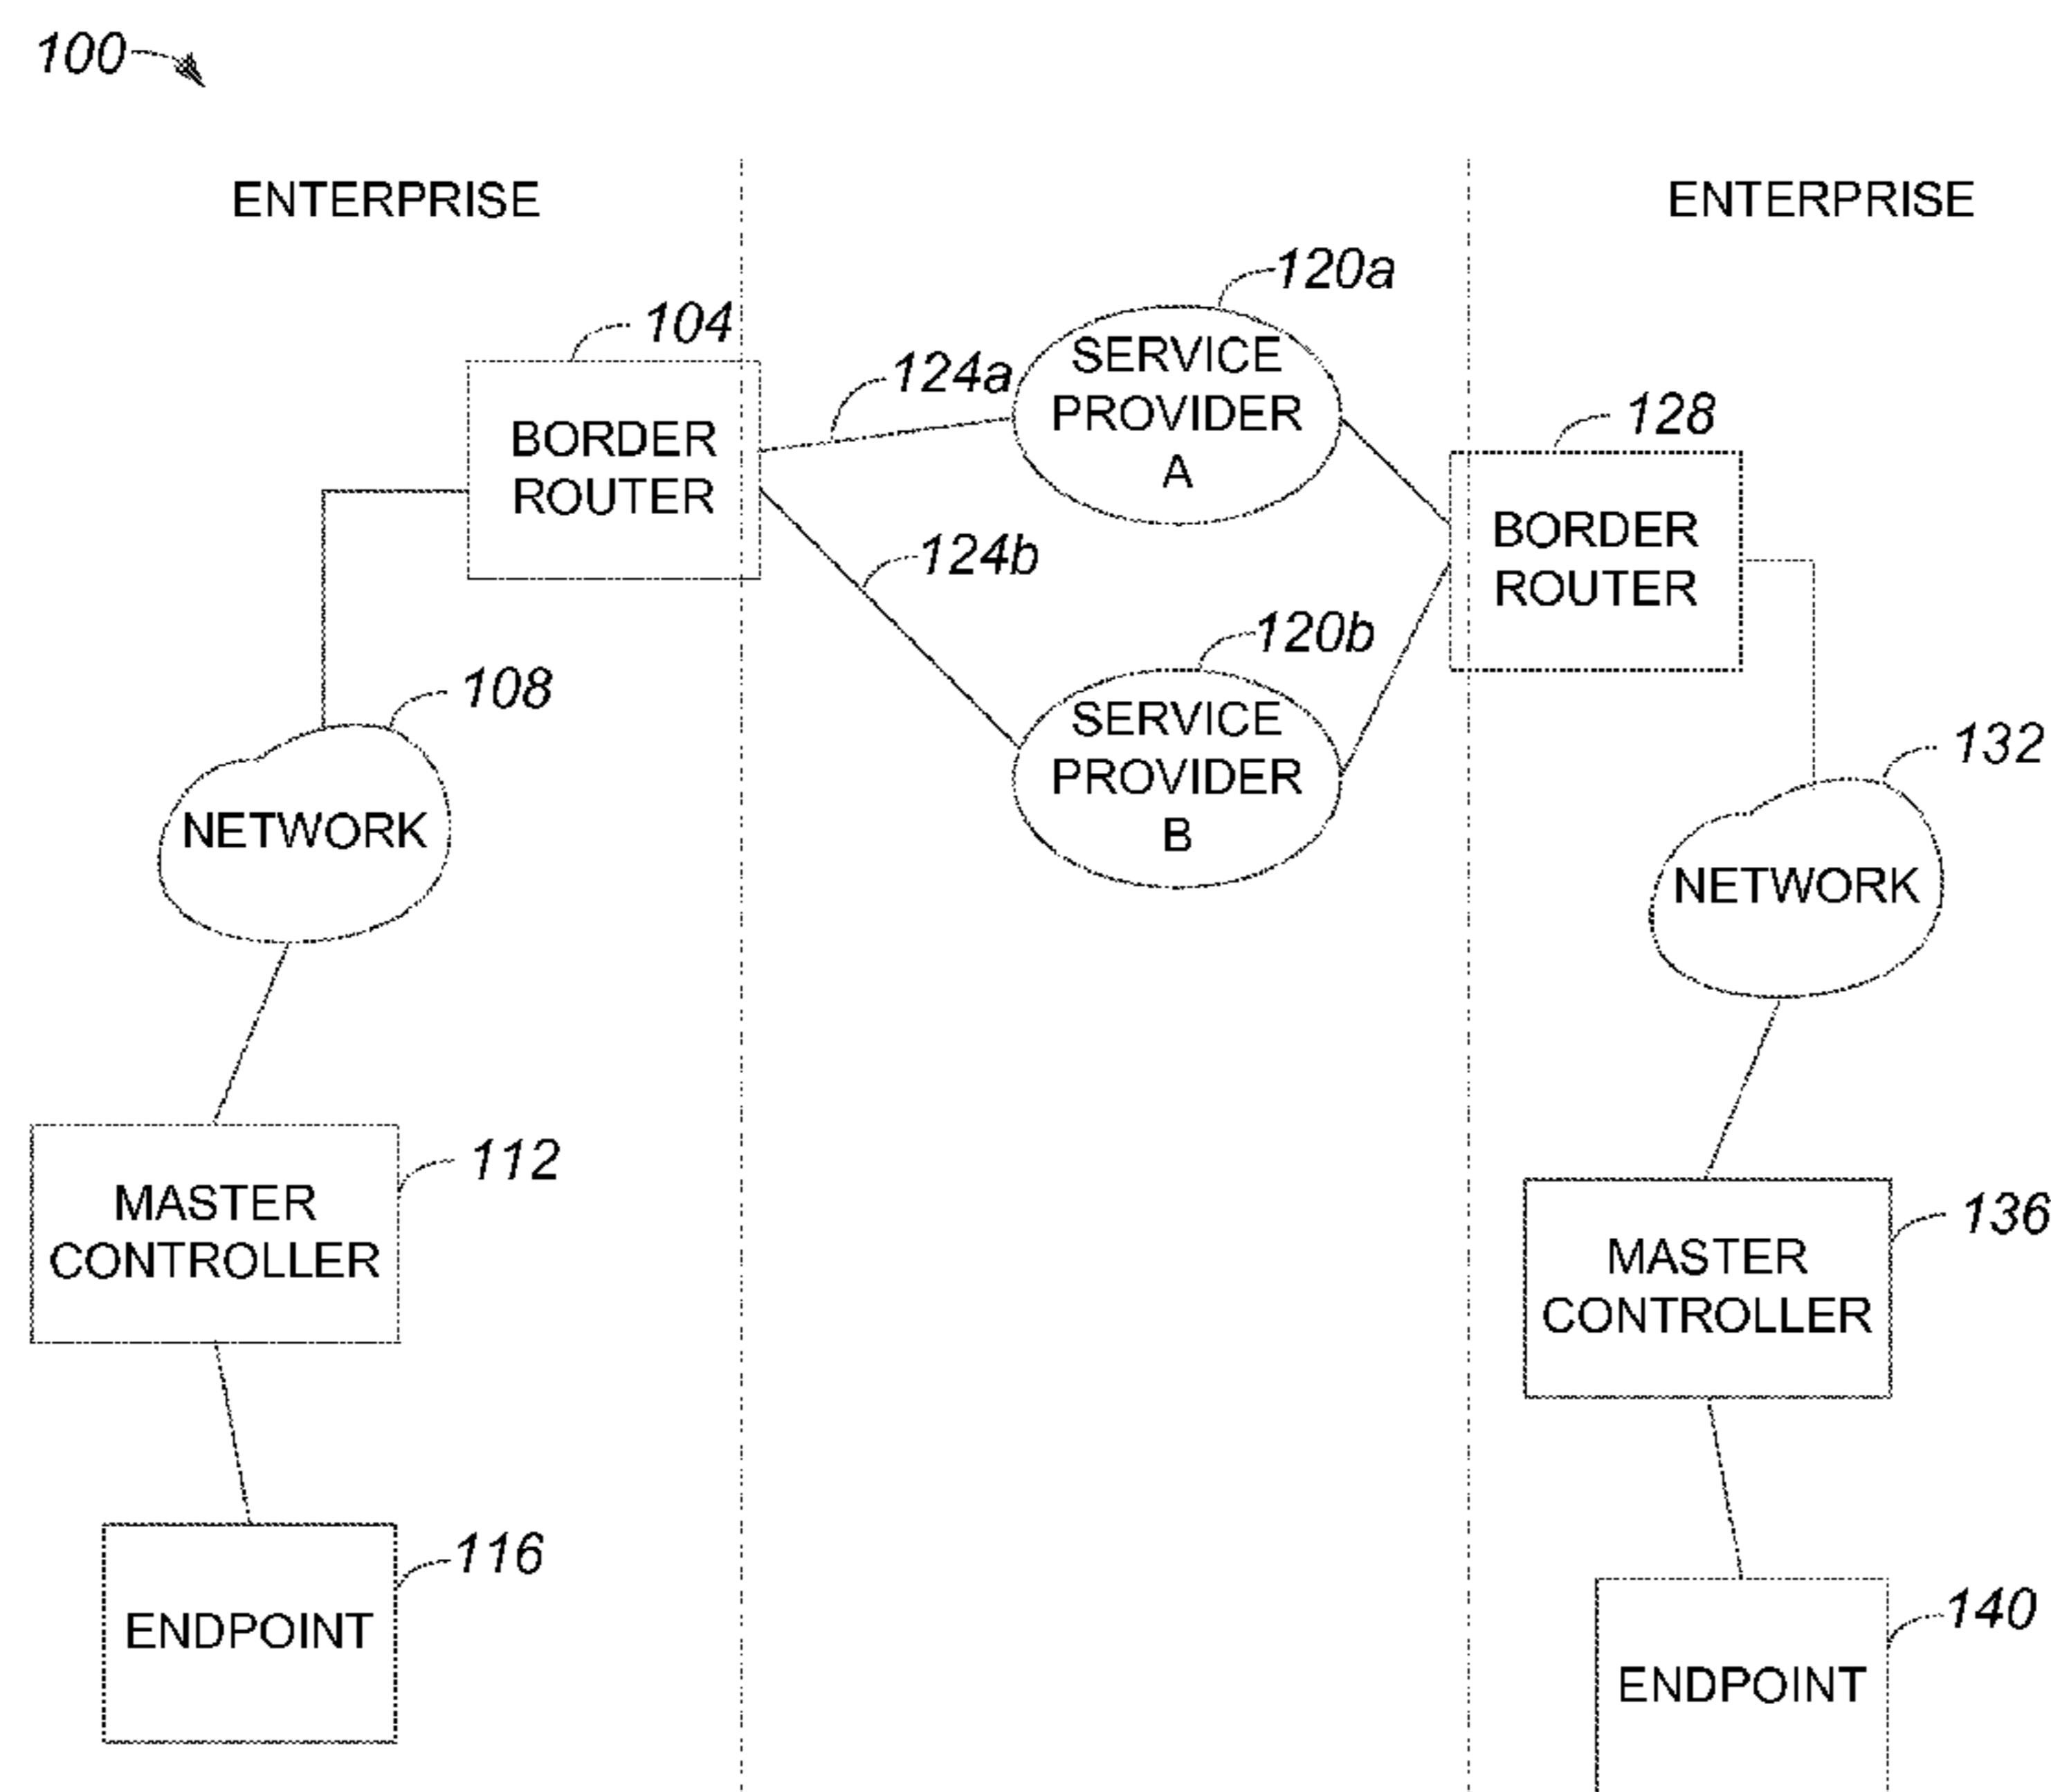 100
ENTERPRISE
ENTERPRISE
120a
104
SERVICE
PROVIDER
A
124a
128
BORDER
ROUTER
BORDER
ROUTER
124b
120b
108
SERVICE
PROVIDER
B
132
NETWORK
NETWORK
112
136
MASTER
CONTROLLER
MASTER
CONTROLLER
116
140
ENDPOINT
ENDPOINT